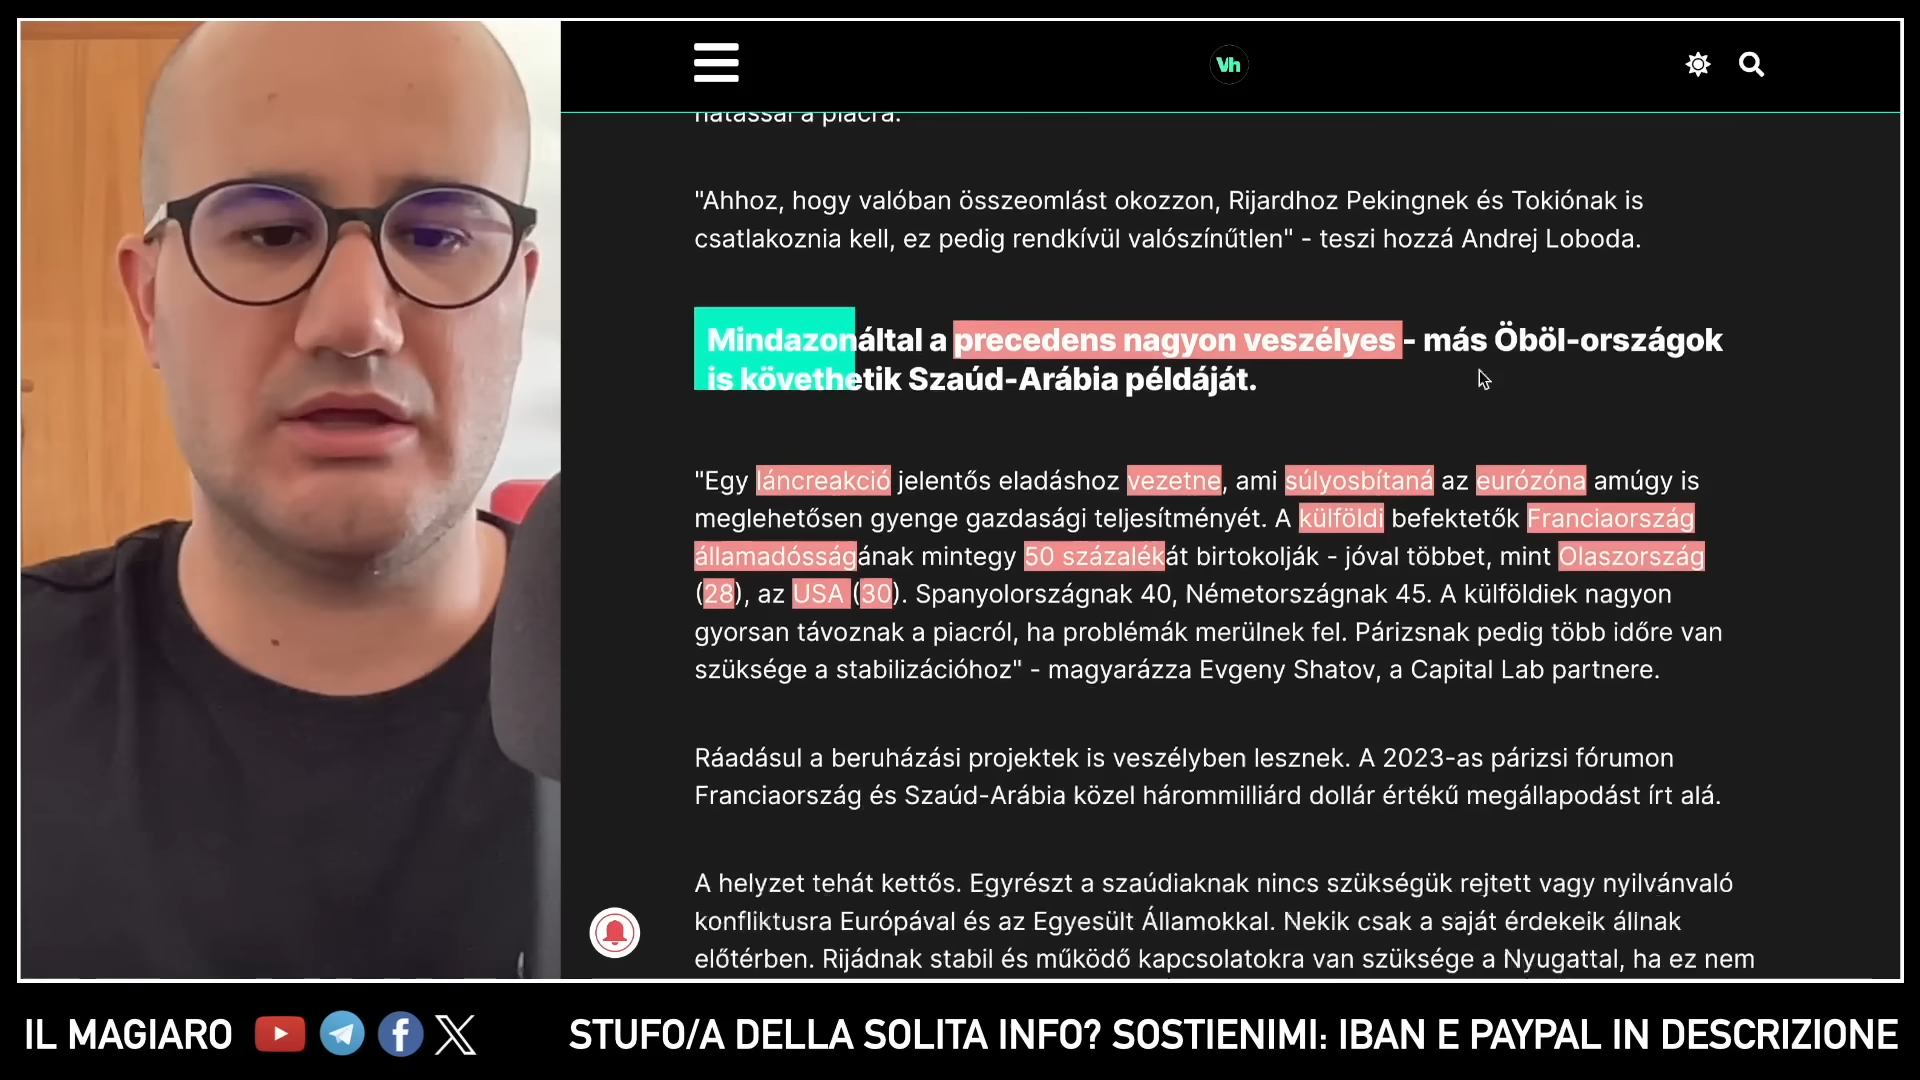 Vh
hatással a piacra.
"Ahhoz, hogy valóban összeomlást okozzon, Rijardhoz Pekingnek és Tokiónak is
csatlakoznia kell, ez pedig rendkívül valószínűtlen" - teszi hozzá Andrej Loboda.
Mindazonáltal a precedens nagyon veszélyes - más Öböl-országok
is követhetik Szaúd-Arábia példáját.
"Egy láncreakció jelentős eladáshoz vezetne, ami súlyosbítaná az eurózóna amúgy is
meglehetősen gyenge gazdasági teljesítményét. A külföldi befektetők Franciaország
államadósságának mintegy 50 százalékát birtokolják - jóval többet, mint Olaszország
(28), az USA (30). Spanyolországnak 40, Németországnak 45. A külföldiek nagyon
gyorsan távoznak a piacról, ha problémák merülnek fel. Párizsnak pedig több időre van
szüksége a stabilizációhoz" - magyarázza Evgeny Shatov, a Capital Lab partnere.
Ráadásul a beruházási projektek is veszélyben lesznek. A 2023-as párizsi fórumon
Franciaország és Szaúd-Arábia közel hárommilliárd dollár értékű megállapodást írt alá.
A helyzet tehát kettős. Egyrészt a szaúdiaknak nincs szükségük rejtett vagy nyilvánvaló
konfliktusra Európával és az Egyesült Államokkal. Nekik csak a saját érdekeik állnak
előtérben. Rijádnak stabil és működő kapcsolatokra van szüksége a Nyugattal, ha ez nem
IL MAGIARO
STUFO/A DELLA SOLITA INFO? SOSTIENIMI: IBAN E PAYPAL IN DESCRIZIONE